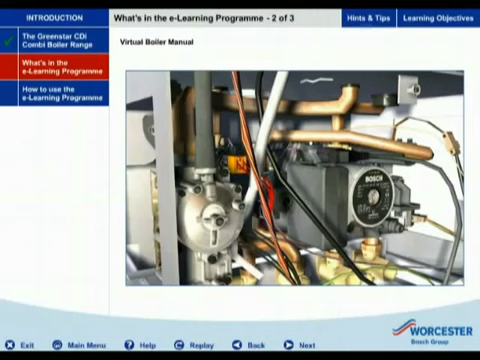 INTRODUCTION
What's in the e-Learning Programme - 2 of 3
Hints & Tips
Learning Objectives
The Greenstar CDi
Combi Boiler Range
What's in the
e-Learning Programme
How to use the
e-Learning Programme
Virtual Boiler Manual
BOSCH
WORCESTER
Bosch Group
Exit
Main Menu
Help
Replay
Back
Next